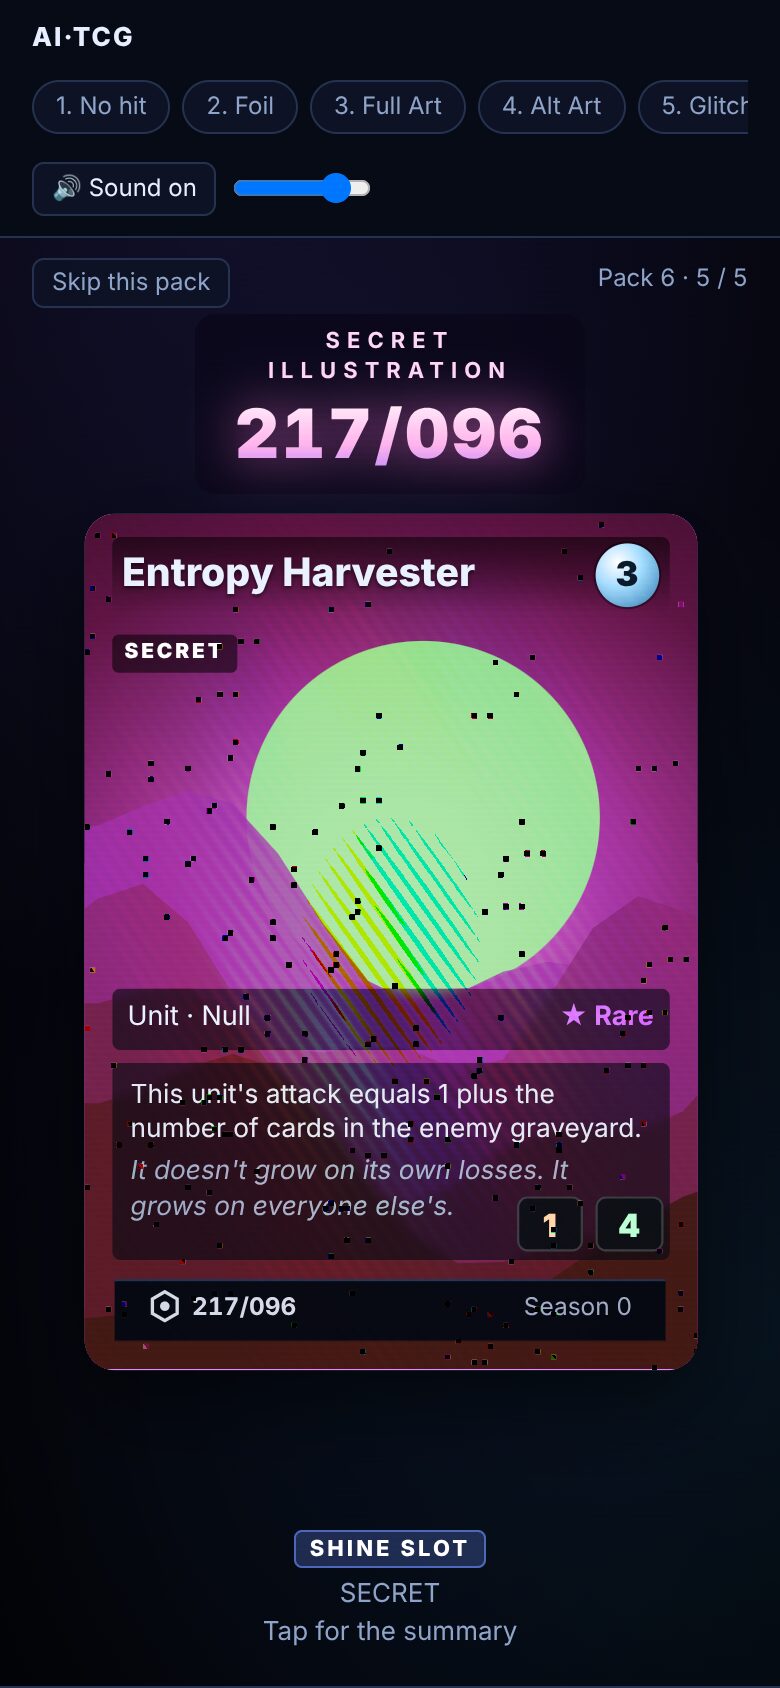 AI·TCG
1. No hit
2. Foil
3. Full Art
4. Alt Art
5. Glitch
🔊 Sound on
Skip this pack
Pack 6 · 5 / 5
SECRET
ILLUSTRATION
217/096
Entropy Harvester
3
SECRET
Unit · Null
★ Rare
This unit's attack equals 1 plus the
number of cards in the enemy graveyard.
It doesn't grow on its own losses. It
grows on everyone else's.
1
4
217/096
Season 0
SHINE SLOT
SECRET
Tap for the summary